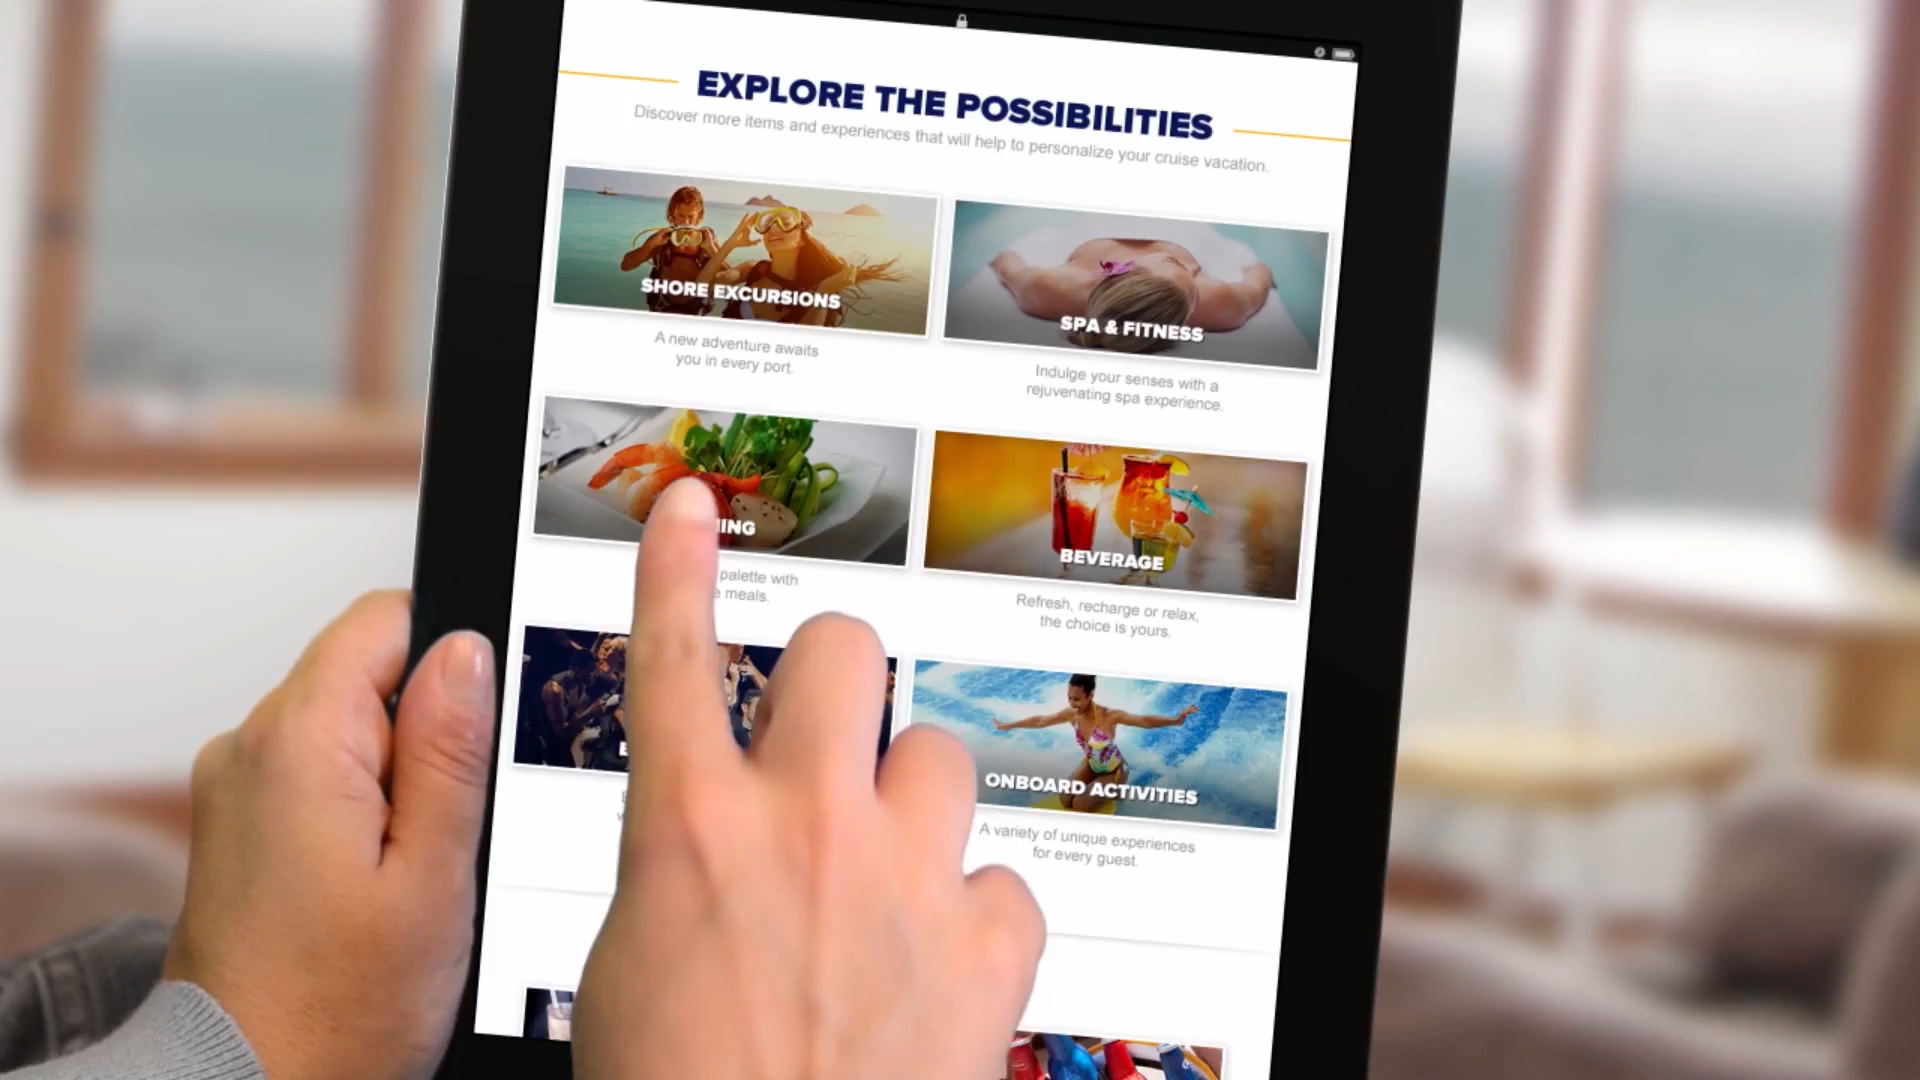 EXPLORE THE POSSIBILITIES
Discover more items and experiences that will help to personalize your cruise vacation.
SHORE EXCURSIONS
A new adventure awaits
you in every port.
SPA & FITNESS
Indulge your senses with a
rejuvenating spa experience.
palette with
meals.
BEVERAGE
Refresh, recharge or relax,
the choice is yours.
ONBOARD ACTIVITIES
A variety of unique experiences
for every guest.